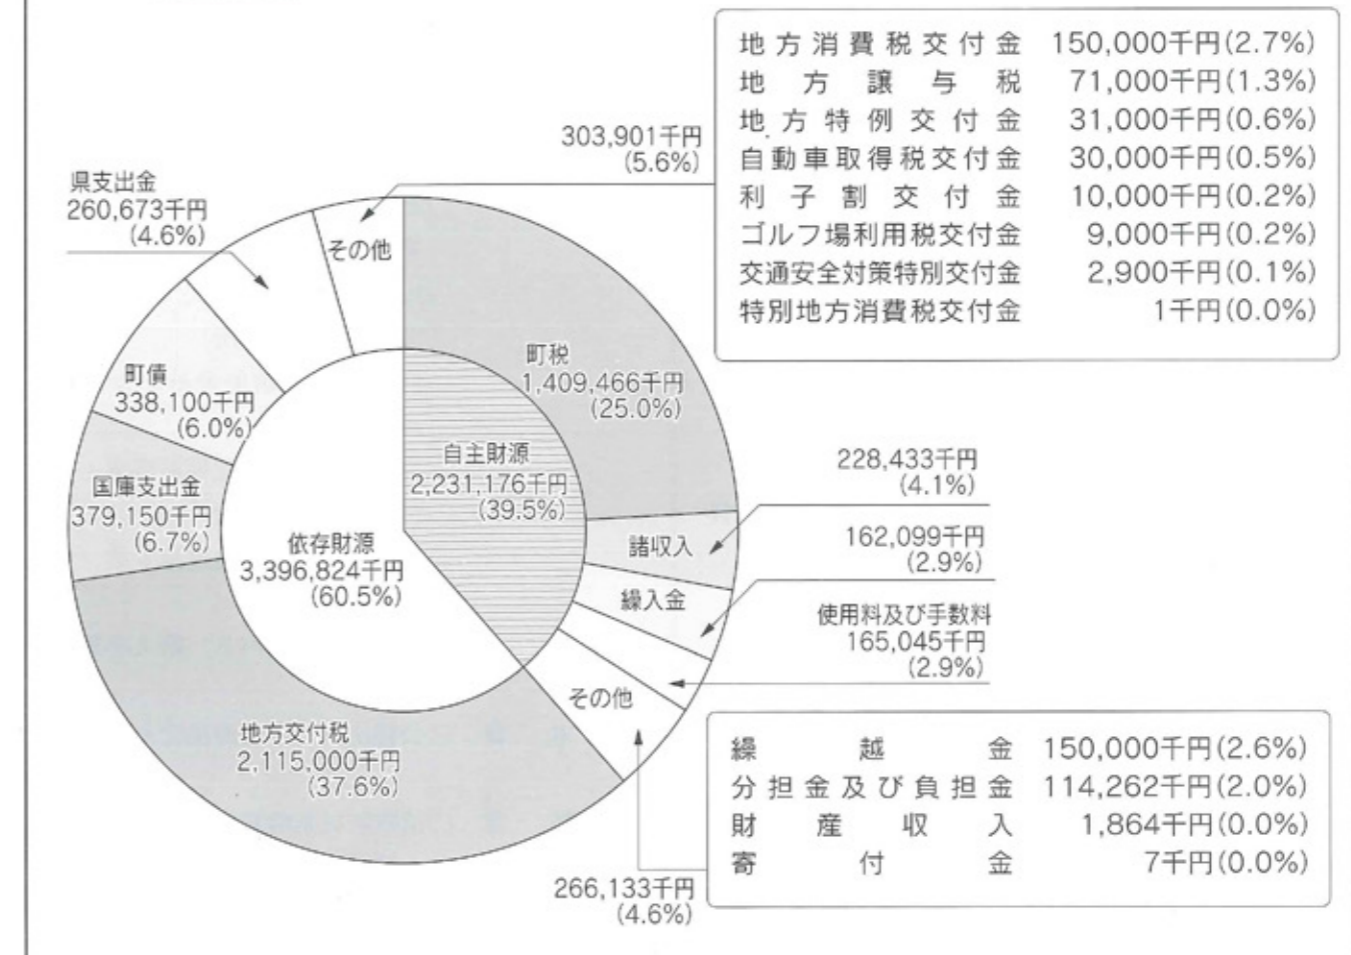 地方消費税交付金 150,000千円(2.7%)
地方譲与税 71,000千円(1.3%)
地方特例交付金 31,000千円(0.6%)
自動車取得税交付金 30,000千円(0.5%)
利子割交付金 10,000千円(0.2%)
ゴルフ場利用税交付金 9,000千円(0.2%)
交通安全対策特別交付金 2,900千円(0.1%)
特別地方消費税交付金 1千円(0.0%)
303,901千円
(5.6%)
その他
県支出金
260,673千円
(4.6%)
町債
338,100千円
(6.0%)
国庫支出金
379,150千円
(6.7%)
依存財源
3,396,824千円
(60.5%)
地方交付税
2,115,000千円
(37.6%)
町税
1,409,466千円
(25.0%)
自主財源
2,231,176千円
(39.5%)
諸収入
228,433千円
(4.1%)
繰入金
162,099千円
(2.9%)
使用料及び手数料
165,045千円
(2.9%)
その他
266,133千円
(4.6%)
繰越金 150,000千円(2.6%)
分担金及び負担金 114,262千円(2.0%)
財産収入 1,864千円(0.0%)
寄付金 7千円(0.0%)